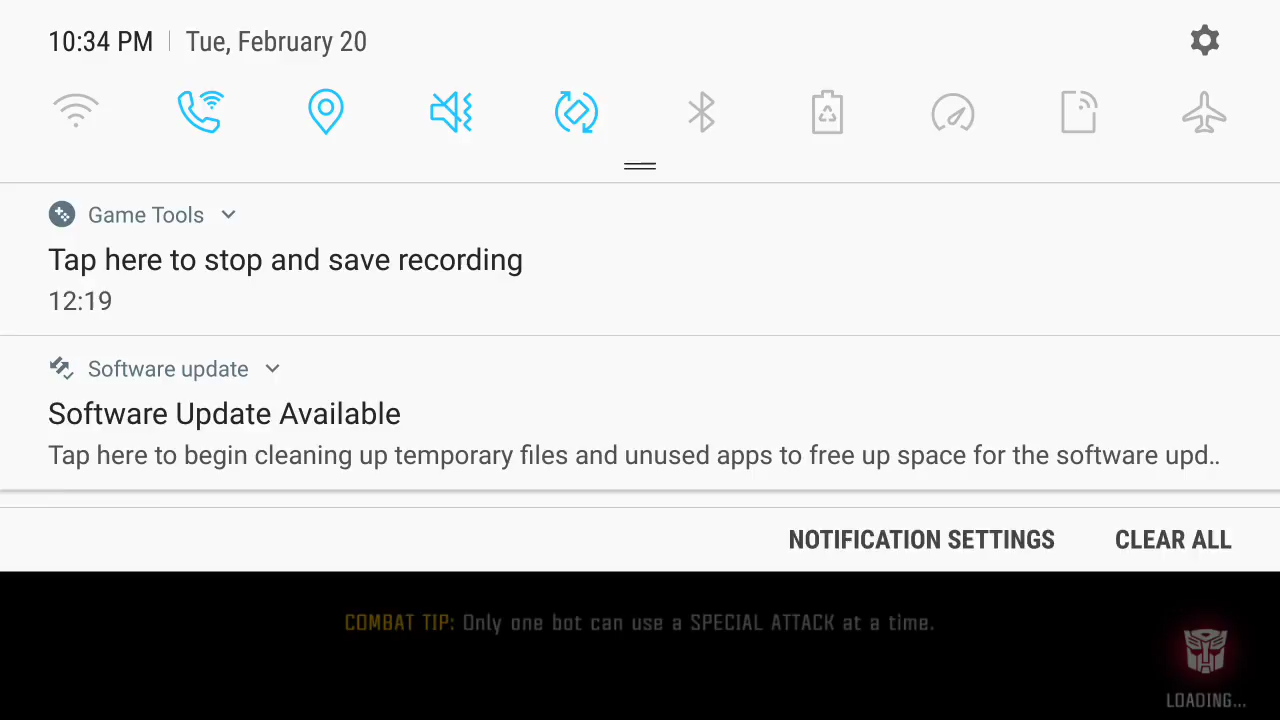 10:34 PM Tue, February 20
Game Tools
Tap here to stop and save recording
12:19
Software update
Software Update Available
Tap here to begin cleaning up temporary files and unused apps to free up space for the software upd..
NOTIFICATION SETTINGS CLEAR ALL
COMBAT TIP: Only one bot can use a SPECIAL ATTACK at a time.
LOADING...